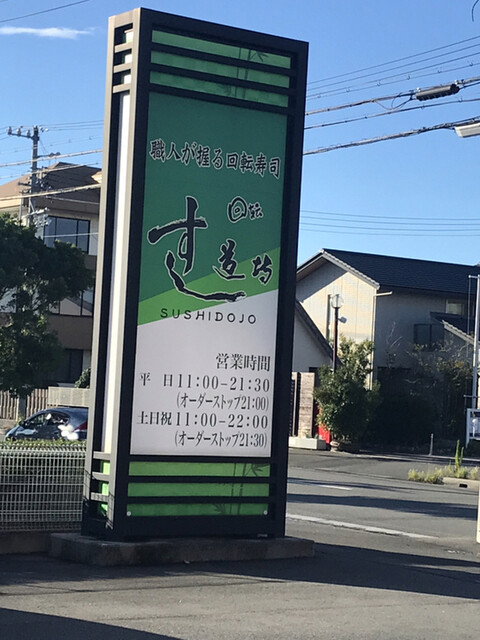 職人が握る回転寿司
回転
すし道場
SUSHIDOJO
営業時間
平 日 11:00-21:30
(オーダーストップ21:00)
土日祝 11:00-22:00
(オーダーストップ21:30)